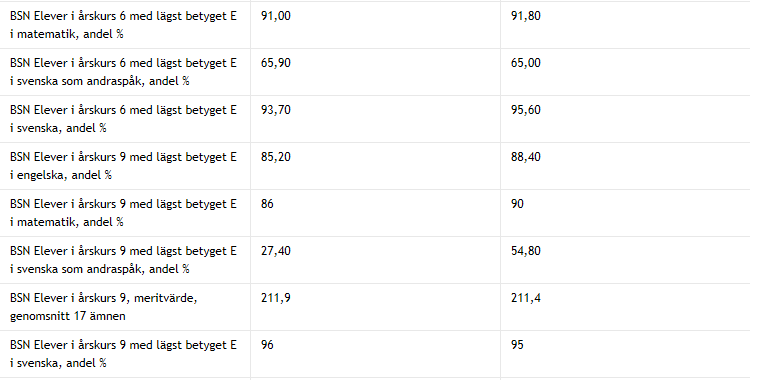 BSN Elever i årskurs 6 med lägst betyget E 91,00 91,80
i matematik, andel %
BSN Elever i årskurs 6 med lägst betyget E 65,90 65,00
i svenska som andraspåk, andel %
BSN Elever i årskurs 6 med lägst betyget E 93,70 95,60
i svenska, andel %
BSN Elever i årskurs 9 med lägst betyget E 85,20 88,40
i engelska, andel %
BSN Elever i årskurs 9 med lägst betyget E 86 90
i matematik, andel %
BSN Elever i årskurs 9 med lägst betyget E 27,40 54,80
i svenska som andraspåk, andel %
BSN Elever i årskurs 9, meritvärde, 211,9 211,4
genomsnitt 17 ämnen
BSN Elever i årskurs 9 med lägst betyget E 96 95
i svenska, andel %